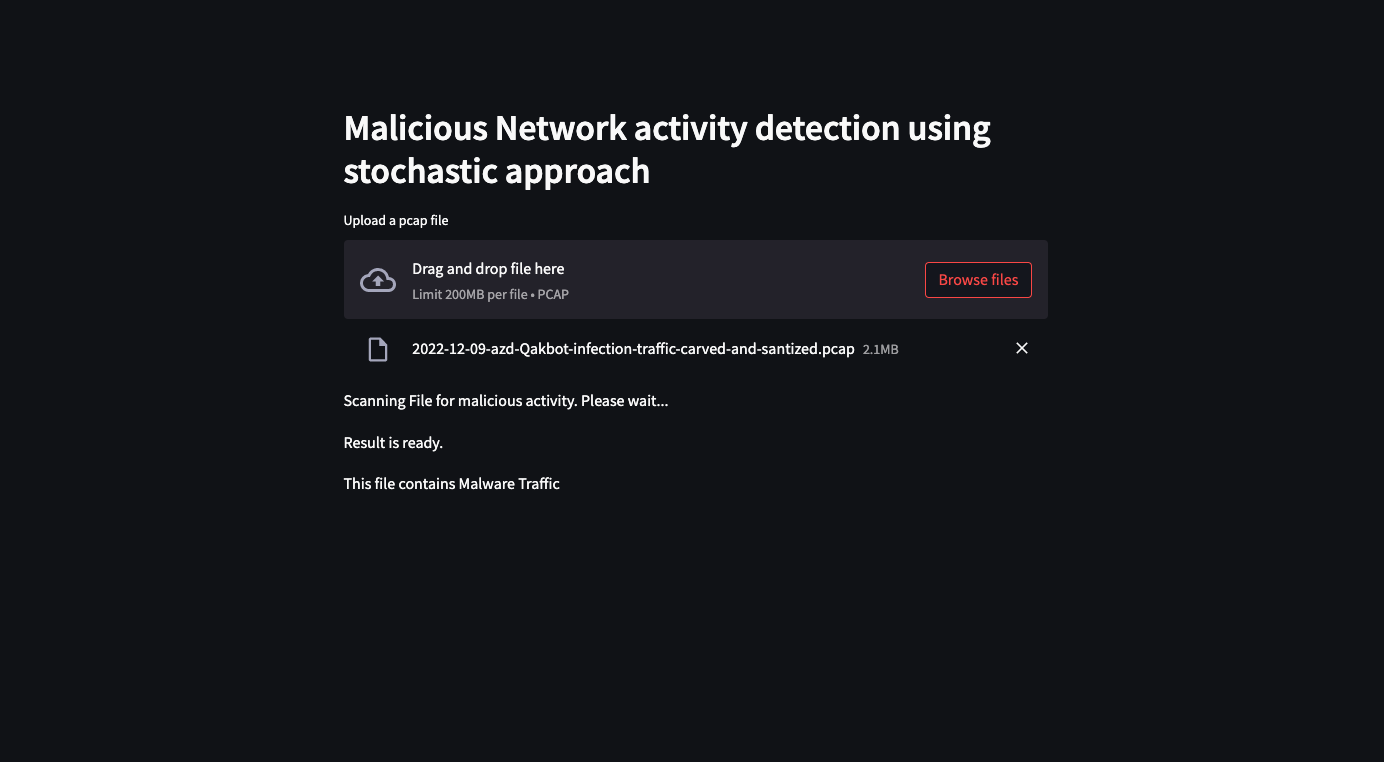 Malicious Network activity detection using
stochastic approach
Upload a pcap file
Drag and drop file here
Limit 200MB per file • PCAP
Browse files
2022-12-09-azd-Qakbot-infection-traffic-carved-and-santized.pcap 2.1MB
Scanning File for malicious activity. Please wait...
Result is ready.
This file contains Malware Traffic